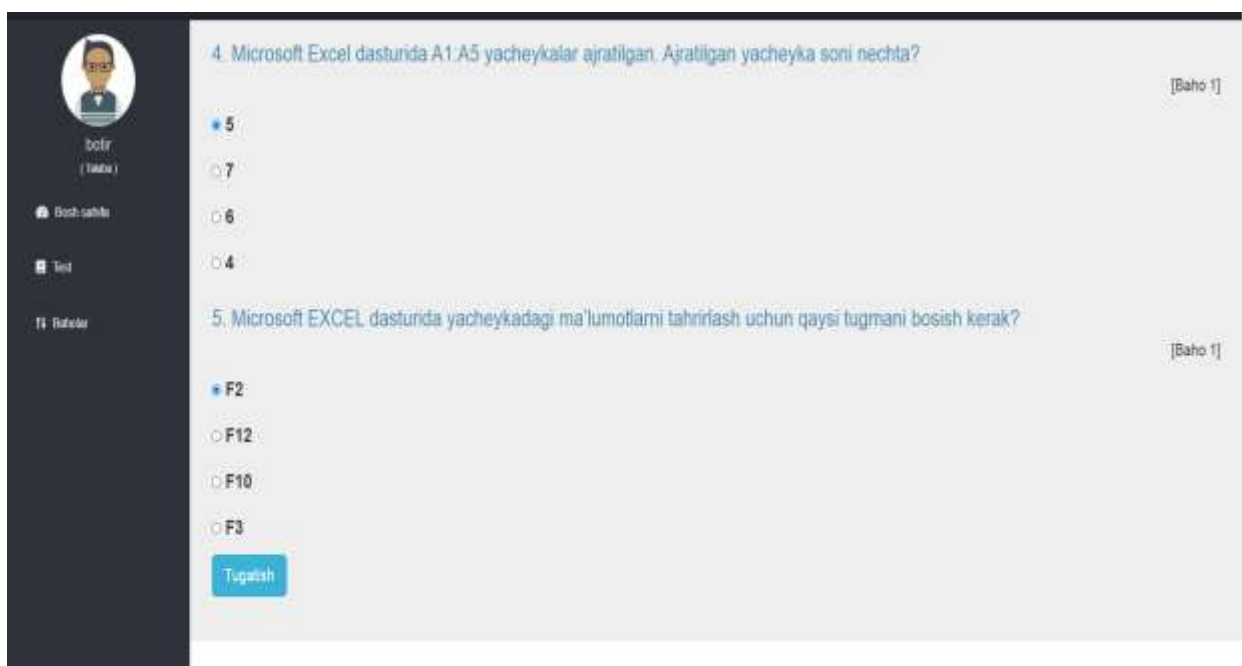 botir
( Talaba )
Bosh sahifa
Test
Baholar
4. Microsoft Excel dasturida A1:A5 yacheykalar ajratilgan. Ajratilgan yacheyka soni nechta?
[Baho 1]
5
7
6
4
5. Microsoft EXCEL dasturida yacheykadagi ma'lumotlarni tahrirlash uchun qaysi tugmani bosish kerak?
[Baho 1]
F2
F12
F10
F3
Tugatish